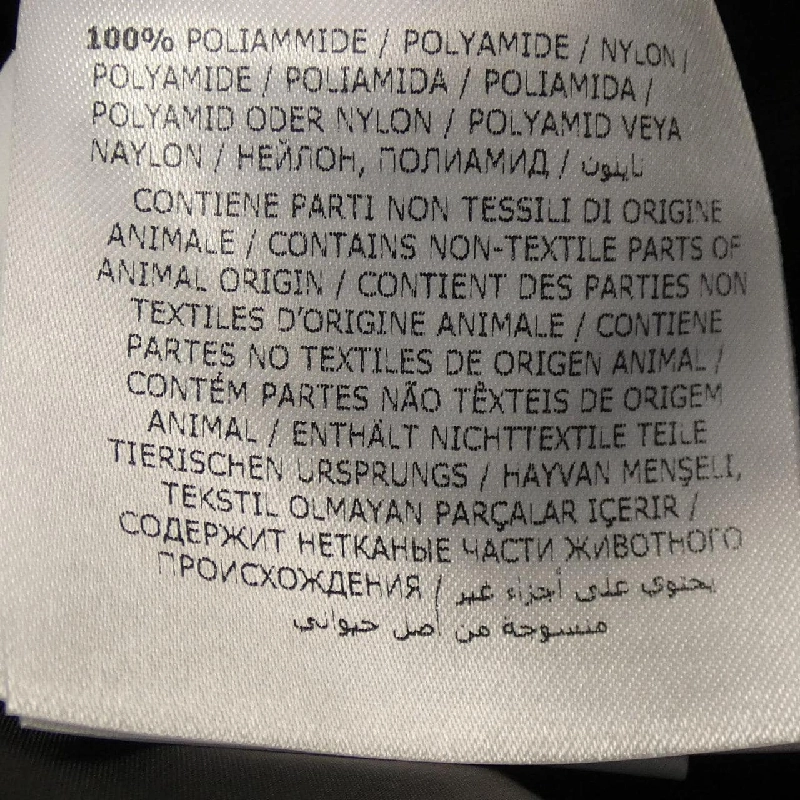 100% POLIAMMIDE / POLYAMIDE / NYLON /
POLYAMIDE / POLIAMIDA / POLIAMIDA /
POLYAMID ODER NYLON / POLYAMID VEYA
NAYLON / НЕЙЛОН, ПОЛИАМИД / نايلون
CONTIENE PARTI NON TESSILI DI ORIGINE
ANIMALE / CONTAINS NON-TEXTILE PARTS OF
ANIMAL ORIGIN / CONTIENT DES PARTIES NON
TEXTILES D'ORIGINE ANIMALE / CONTIENE
PARTES NO TEXTILES DE ORIGEN ANIMAL /
CONTÉM PARTES NÃO TÊXTEIS DE ORIGEM
ANIMAL / ENTHÄLT NICHTTEXTILE TEILE
TIERISCHEN URSPRUNGS / HAYVAN MENŞELI,
TEKSTIL OLMAYAN PARÇALAR IÇERIR /
СОДЕРЖИТ НЕТКАНЫЕ ЧАСТИ ЖИВОТНОГО
ПРОИСХОЖДЕНИЯ / يحتوي على أجزاء غير
منسوجة من أصل حيواني